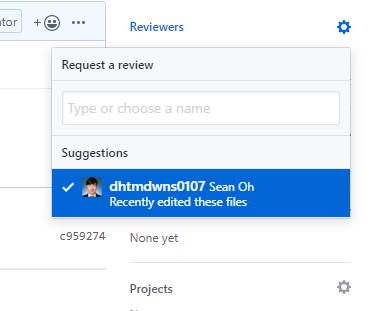 ator
Reviewers
Request a review
Type or choose a name
Suggestions
dhtmdwns0107 Sean Oh
Recently edited these files
c959274
None yet
Projects